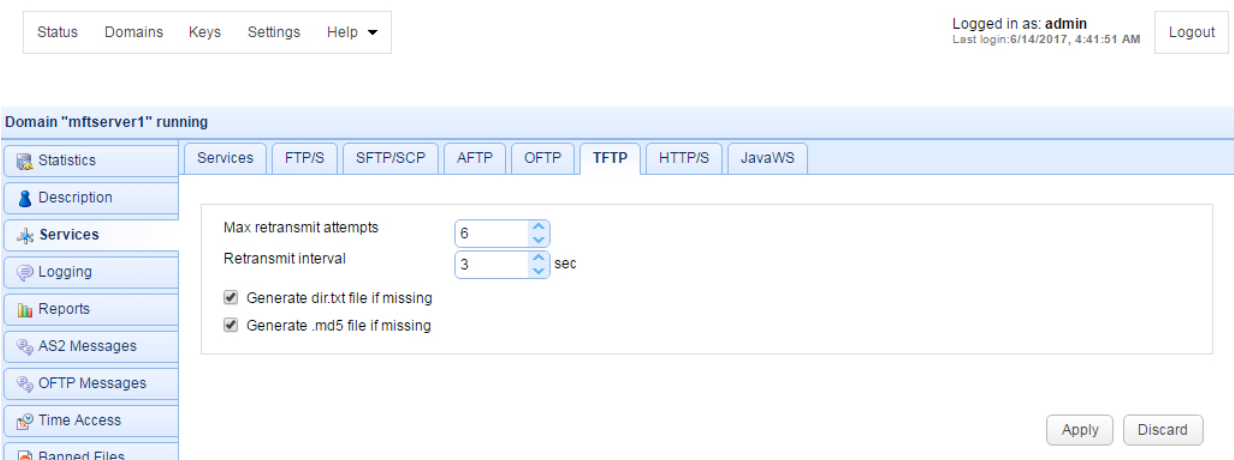 Status Domains Keys Settings Help
Logged in as: admin
Last login:6/14/2017, 4:41:51 AM
Logout
Domain "mftserver1" running
Statistics
Description
Services
Logging
Reports
AS2 Messages
OFTP Messages
Time Access
Banned Files
Services FTP/S SFTP/SCP AFTP OFTP TFTP HTTP/S JavaWS
Max retransmit attempts 6
Retransmit interval 3 sec
Generate dir.txt file if missing
Generate .md5 file if missing
Apply Discard